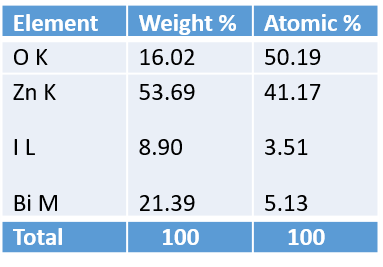 Element Weight % Atomic %
O K 16.02 50.19
Zn K 53.69 41.17
I L 8.90 3.51
Bi M 21.39 5.13
Total 100 100